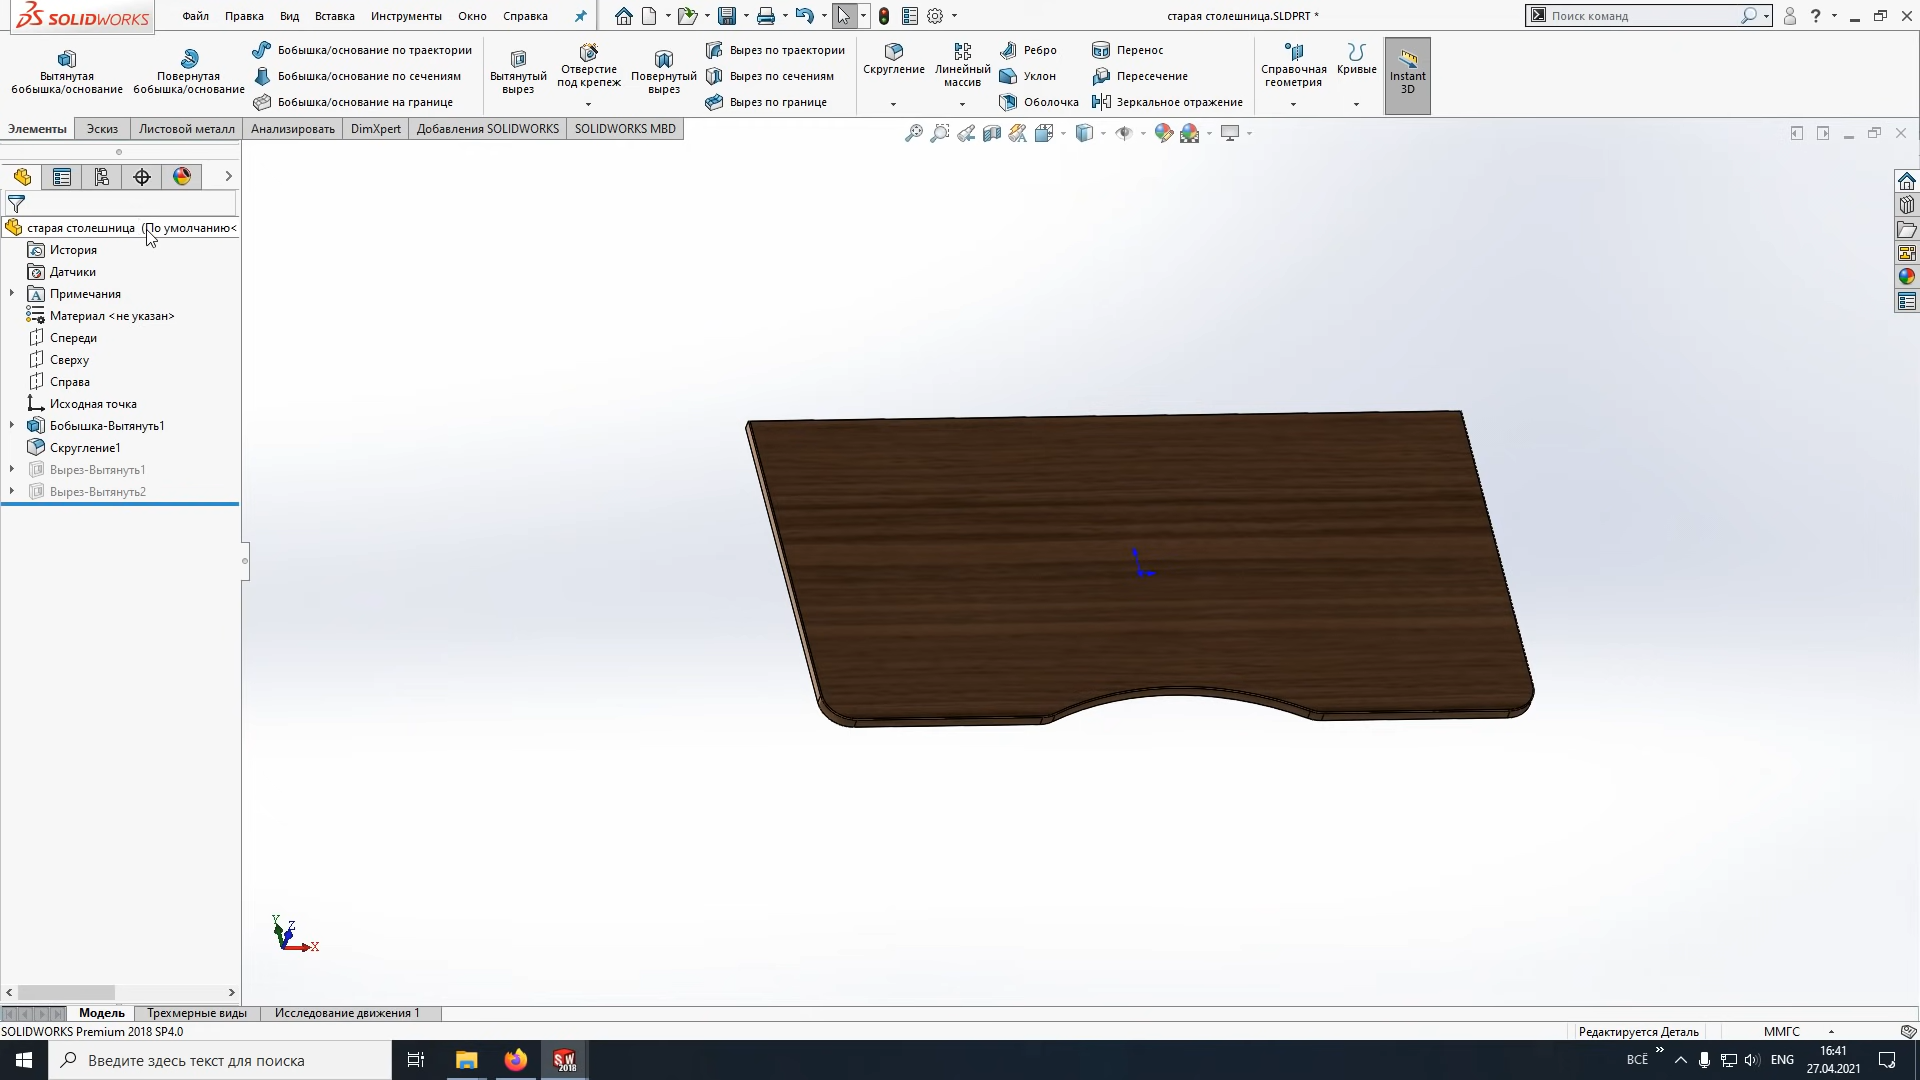 SOLIDWORKS
Файл Правка Вид Вставка Инструменты Окно Справка
старая столешница.SLDPRT *
Поиск команд
Вытянутая бобышка/основание
Повернутая бобышка/основание
Бобышка/основание по траектории
Бобышка/основание по сечениям
Бобышка/основание на границе
Вытянутый вырез
Отверстие под крепеж
Повернутый вырез
Вырез по траектории
Вырез по сечениям
Вырез по границе
Скругление
Линейный массив
Ребро
Уклон
Оболочка
Перенос
Пересечение
Зеркальное отражение
Справочная геометрия
Кривые
Instant 3D
Элементы Эскиз Листовой металл Анализировать DimXpert Добавления SOLIDWORKS SOLIDWORKS MBD
старая столешница (По умолчанию<
История
Датчики
Примечания
Материал <не указан>
Спереди
Сверху
Справа
Исходная точка
Бобышка-Вытянуть1
Скругление1
Вырез-Вытянуть1
Вырез-Вытянуть2
Y Z X
Модель Трехмерные виды Исследование движения 1
SOLIDWORKS Premium 2018 SP4.0
Редактируется Деталь ММГС
Введите здесь текст для поиска
SW 2018
ВСЁ » ENG
16:41
27.04.2021